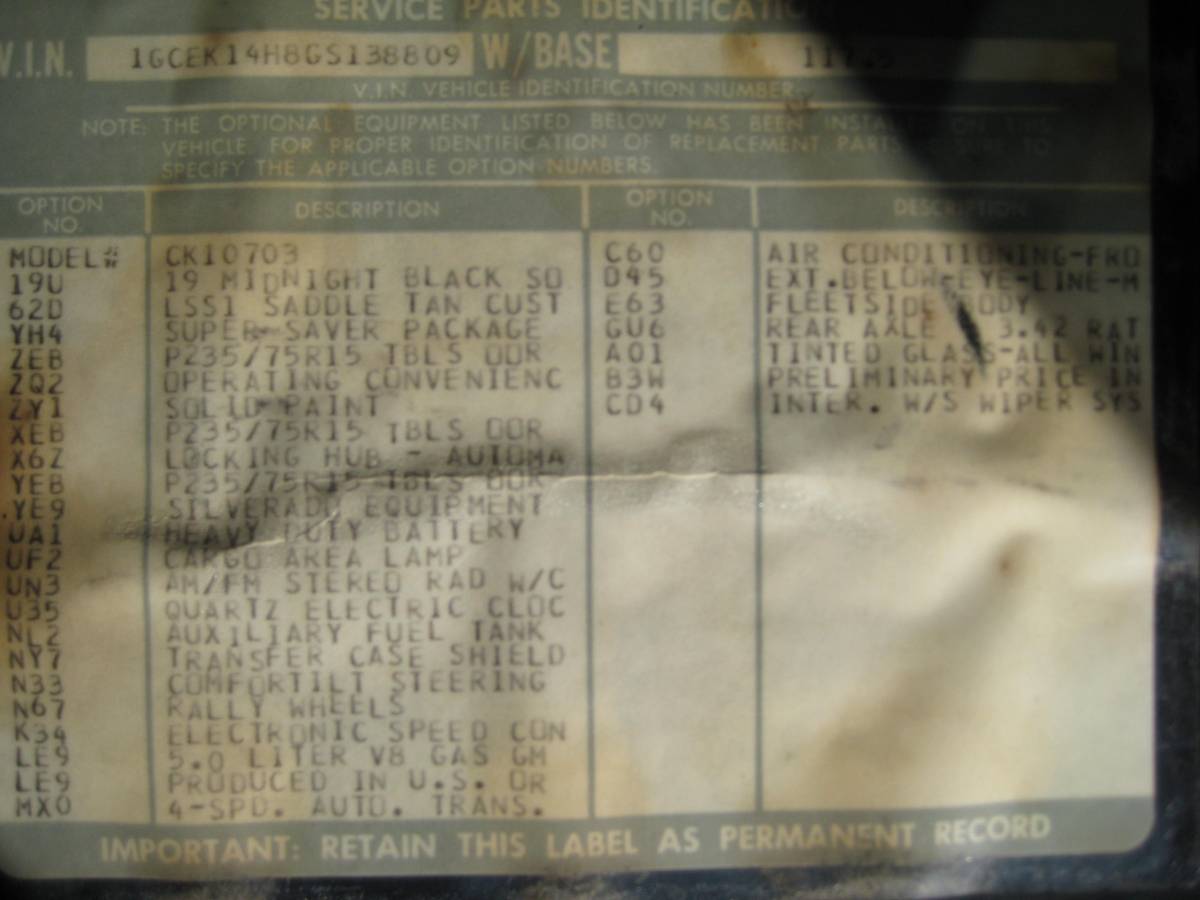 SERVICE PARTS IDENTIFICATIO
V.I.N. 1GCEK14H8GS138809 W/BASE 117.5
V.I.N. VEHICLE IDENTIFICATION NUMBER
NOTE: THE OPTIONAL EQUIPMENT LISTED BELOW HAS BEEN INSTALLED ON THIS
VEHICLE. FOR PROPER IDENTIFICATION OF REPLACEMENT PARTS SURE TO
SPECIFY THE APPLICABLE OPTION NUMBERS.
OPTION NO. DESCRIPTION OPTION NO. DESCRIPTION
MODEL# CK10703 C60 AIR CONDITIONING-FRO
19U 19 MIDNIGHT BLACK SO D45 EXT.BELOW-EYE-LINE-M
62D LSS1 SADDLE TAN CUST E63 FLEETSIDE BODY
YH4 SUPER SAVER PACKAGE GU6 REAR AXLE 3.42 RAT
ZEB P235/75R15 TBLS OOR A01 TINTED GLASS-ALL WIN
ZQ2 OPERATING CONVENIENC B3W PRELIMINARY PRICE IN
ZY1 SOLID PAINT CD4 INTER. W/S WIPER SYS
XEB P235/75R15 TBLS OOR
X6Z LOCKING HUB - AUTOMA
YEB P235/75R15 TBLS OOR
YE9 SILVERADO EQUIPMENT
UA1 HEAVY DUTY BATTERY
UF2 CARGO AREA LAMP
UN3 AM/FM STEREO RAD W/C
U35 QUARTZ ELECTRIC CLOC
NL2 AUXILIARY FUEL TANK
NY7 TRANSFER CASE SHIELD
N33 COMFORTILT STEERING
N67 RALLY WHEELS
K34 ELECTRONIC SPEED CON
LE9 5.0 LITER V8 GAS GM
LE9 PRODUCED IN U.S. OR
MX0 4-SPD. AUTO. TRANS.
IMPORTANT: RETAIN THIS LABEL AS PERMANENT RECORD